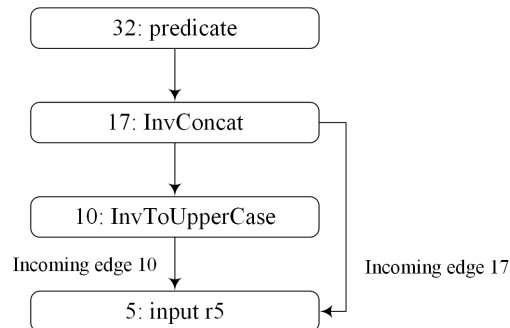 32: predicate
17: InvConcat
10: InvToUpperCase
Incoming edge 10
Incoming edge 17
5: input r5